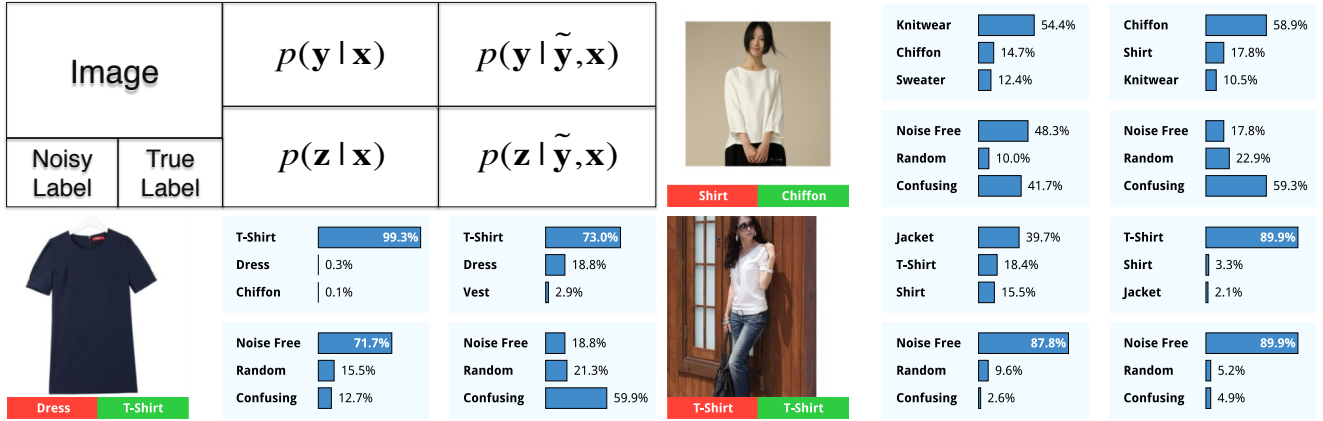 Image
Noisy Label
True Label
p(y | x)
p(y | ỹ,x)
p(z | x)
p(z | ỹ,x)
Shirt
Chiffon
Knitwear 54.4%
Chiffon 14.7%
Sweater 12.4%
Chiffon 58.9%
Shirt 17.8%
Knitwear 10.5%
Noise Free 48.3%
Random 10.0%
Confusing 41.7%
Noise Free 17.8%
Random 22.9%
Confusing 59.3%
Dress
T-Shirt
T-Shirt 99.3%
Dress 0.3%
Chiffon 0.1%
T-Shirt 73.0%
Dress 18.8%
Vest 2.9%
Noise Free 71.7%
Random 15.5%
Confusing 12.7%
Noise Free 18.8%
Random 21.3%
Confusing 59.9%
T-Shirt
T-Shirt
Jacket 39.7%
T-Shirt 18.4%
Shirt 15.5%
T-Shirt 89.9%
Shirt 3.3%
Jacket 2.1%
Noise Free 87.8%
Random 9.6%
Confusing 2.6%
Noise Free 89.9%
Random 5.2%
Confusing 4.9%